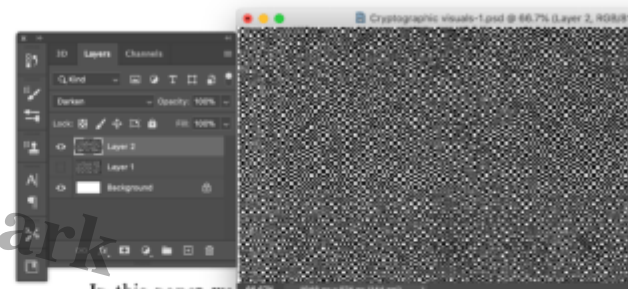 Cryptographic visuals-1.psd @ 66.7% (Layer 2, RGB/8
3D Layers Channels
Kind
Darken Opacity: 100%
Lock: Fill: 100%
Layer 2
Layer 1
Background
ark
In this paper we